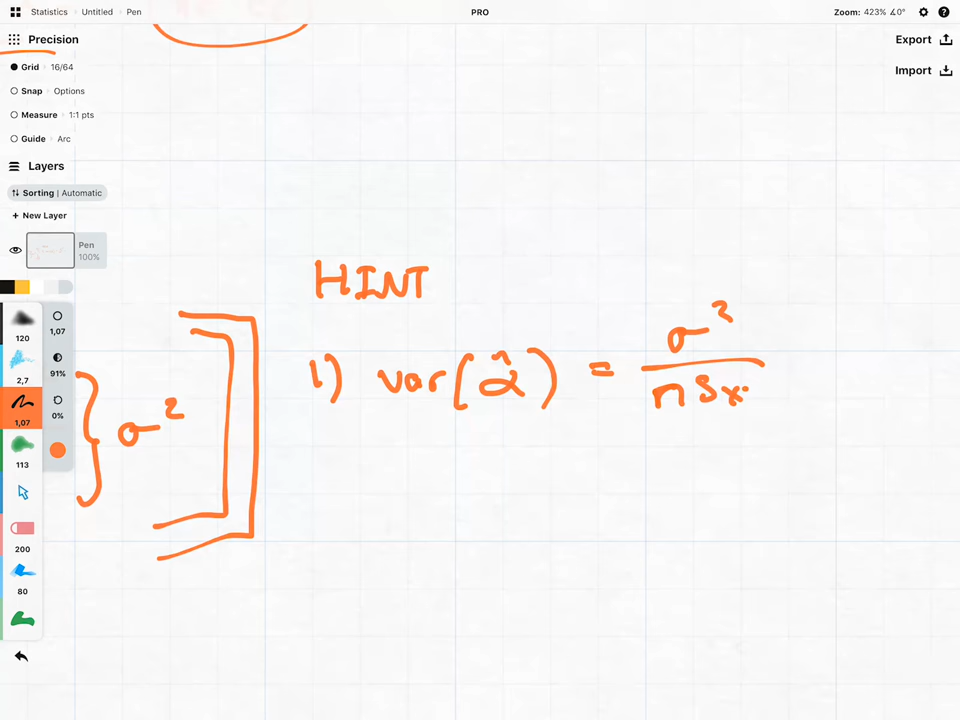 Statistics › Untitled › Pen
PRO
Zoom: 423% ∡0°
Precision
Export
Grid › 16/64
Import
Snap › Options
Measure › 1:1 pts
Guide › Arc
Layers
Sorting | Automatic
+ New Layer
Pen
100%
120
1,07
2,7
91%
1,07
0%
113
200
80
HINT
σ²
1) var(α̂) = σ² / n Sx